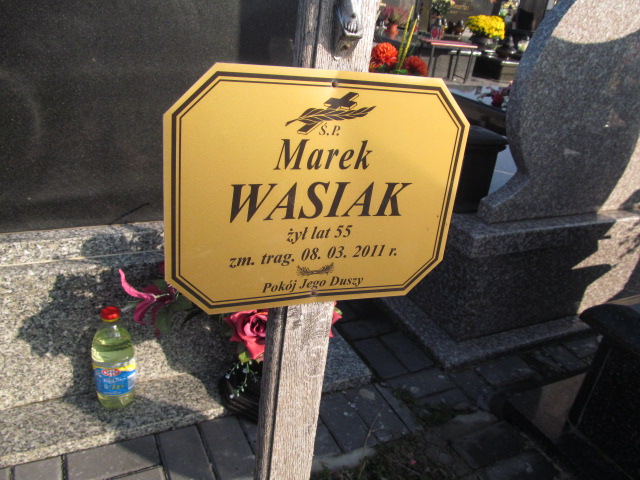 Ś.P.
Marek
WASIAK
żył lat 55
zm. trag. 08. 03. 2011 r.
Pokój Jego Duszy